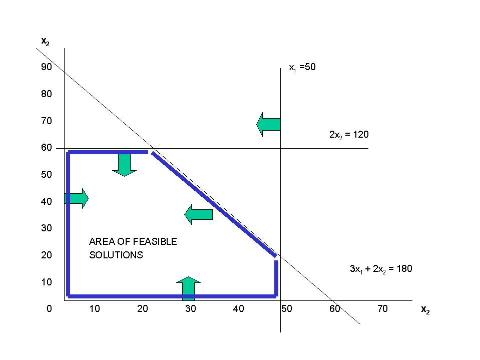 x2
90
80
70
60
50
40
30
20
10
0
x1 =50
2x2 = 120
AREA OF FEASIBLE
SOLUTIONS
3x1 + 2x2 = 180
10 20 30 40 50 60 70 x2